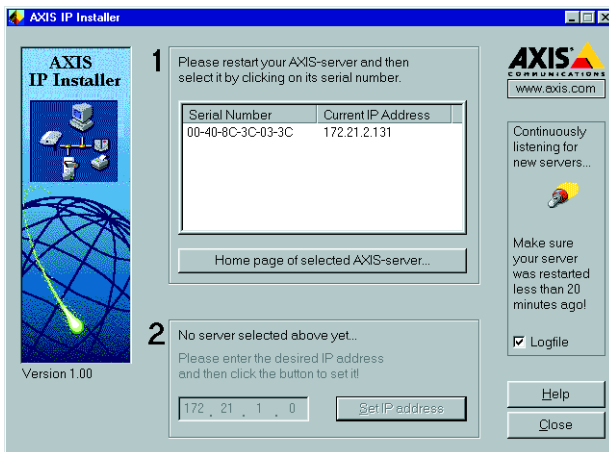 AXIS IP Installer
AXIS
IP Installer
Version 1.00
1
Please restart your AXIS-server and then
select it by clicking on its serial number.
Serial Number Current IP Address
00-40-8C-3C-03-3C 172.21.2.131
Home page of selected AXIS-server...
2
No server selected above yet...
Please enter the desired IP address
and then click the button to set it!
172 . 21 . 1 . 0
Set IP address
AXIS
COMMUNICATIONS
www.axis.com
Continuously
listening for
new servers...
Make sure
your server
was restarted
less than 20
minutes ago!
Logfile
Help
Close